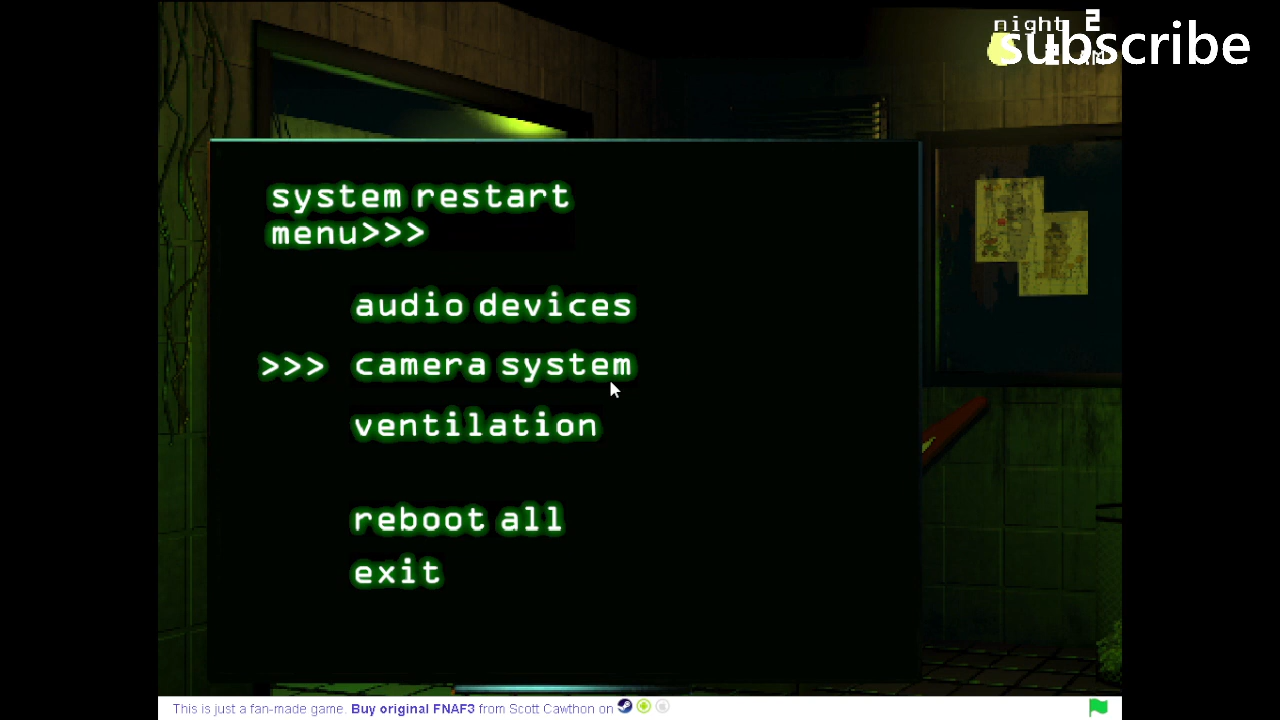 night 2
subscribe
system restart
menu>>>
audio devices
>>> camera system
ventilation
reboot all
exit
This is just a fan-made game. Buy original FNAF3 from Scott Cawthon on